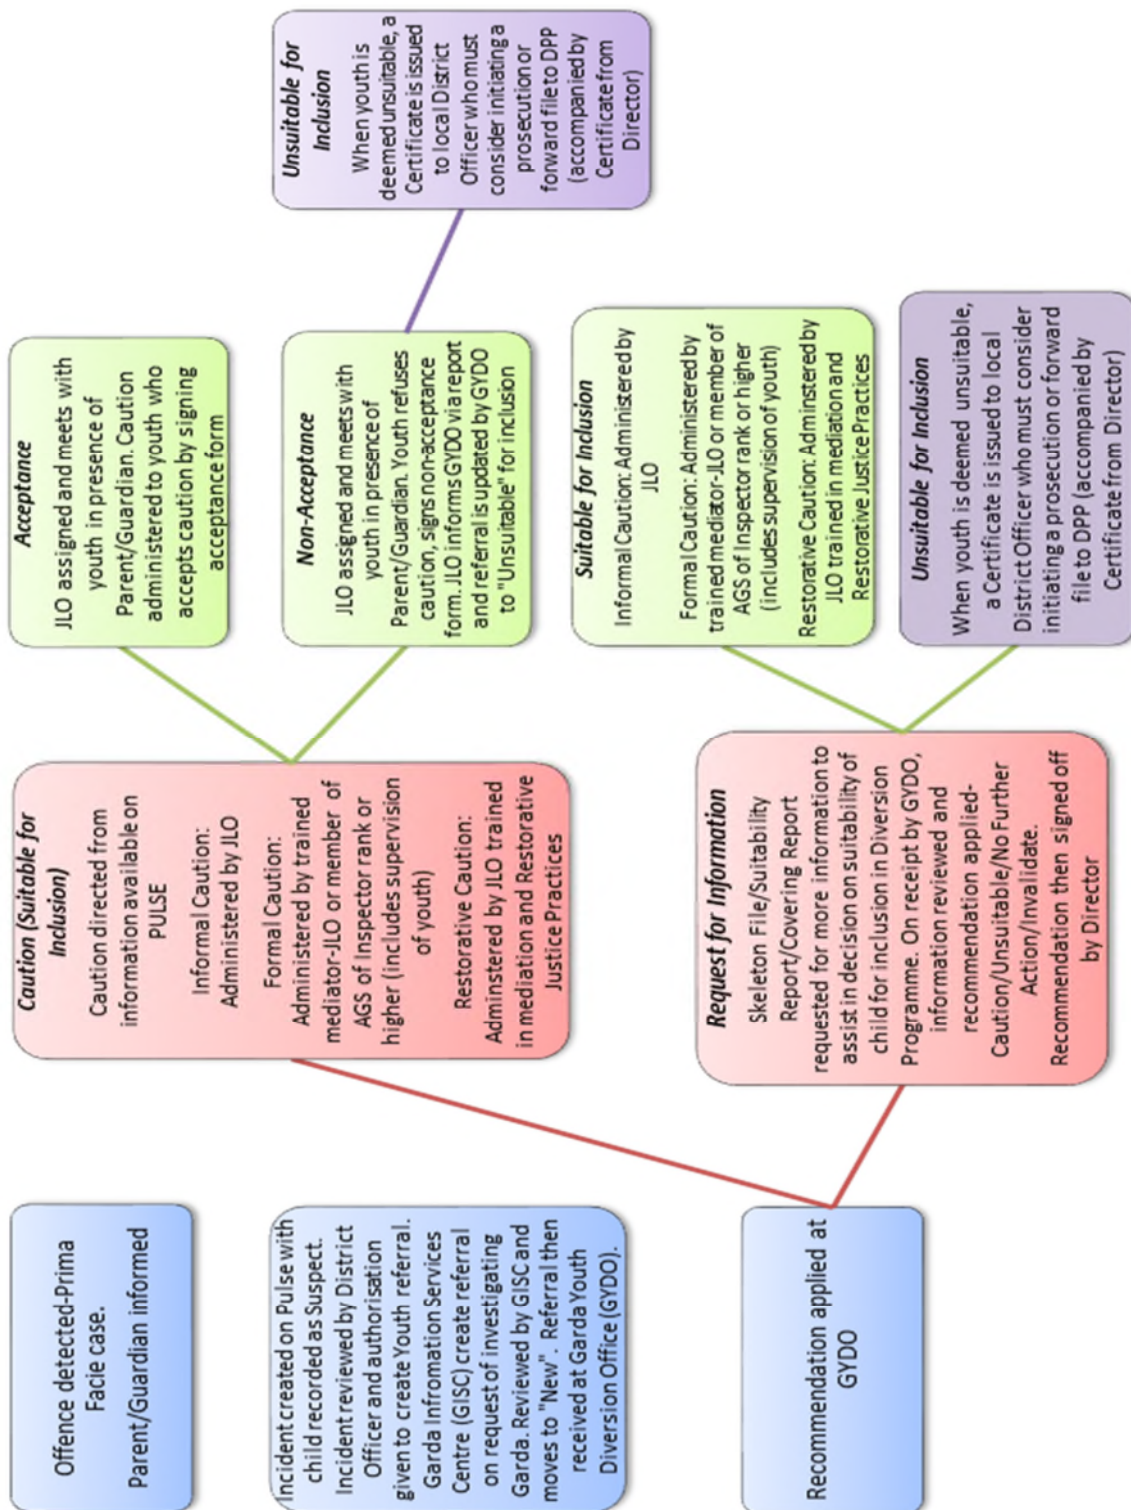 Offence detected-Prima
Facie case.
Parent/Guardian informed
Incident created on Pulse with
child recorded as Suspect.
Incident reviewed by District
Officer and authorisation
given to create Youth referral.
Garda Infromation Services
Centre (GISC) create referral
on request of investigating
Garda. Reviewed by GISC and
moves to "New". Referral then
received at Garda Youth
Diversion Office (GYDO).
Recommendation applied at
GYDO
Caution (Suitable for
Inclusion)
Caution directed from
information available on
PULSE
Informal Caution:
Administered by JLO
Formal Caution:
Administered by trained
mediator-JLO or member of
AGS of Inspector rank or
higher (includes supervision
of youth)
Restorative Caution:
Adminstered by JLO trained
in mediation and Restorative
Justice Practices
Request for Information
Skeleton File/Suitability
Report/Covering Report
requested for more information to
assist in decision on suitability of
child for inclusion in Diversion
Programme. On receipt by GYDO,
information reviewed and
recommendation applied-
Caution/Unsuitable/No Further
Action/Invalidate.
Recommendation then signed off
by Director
Acceptance
JLO assigned and meets with
youth in presence of
Parent/Guardian. Caution
administered to youth who
accepts caution by signing
acceptance form
Non-Acceptance
JLO assigned and meets with
youth in presence of
Parent/Guardian. Youth refuses
caution, signs non-acceptance
form. JLO informs GYDO via report
and referral is updated by GYDO
to "Unsuitable" for inclusion
Suitable for Inclusion
Informal Caution: Administered by
JLO
Formal Caution: Administered by
trained mediator-JLO or member of
AGS of Inspector rank or higher
(includes supervision of youth)
Restorative Caution: Adminstered by
JLO trained in mediation and
Restorative Justice Practices
Unsuitable for Inclusion
When youth is deemed unsuitable,
a Certificate is issued to local
District Officer who must consider
initiating a prosecution or forward
file to DPP (accompanied by
Certificate from Director)
Unsuitable for
Inclusion
When youth is
deemed unsuitable, a
Certificate is issued
to local District
Officer who must
consider initiating a
prosecution or
forward file to DPP
(accompanied by
Certificate from
Director)